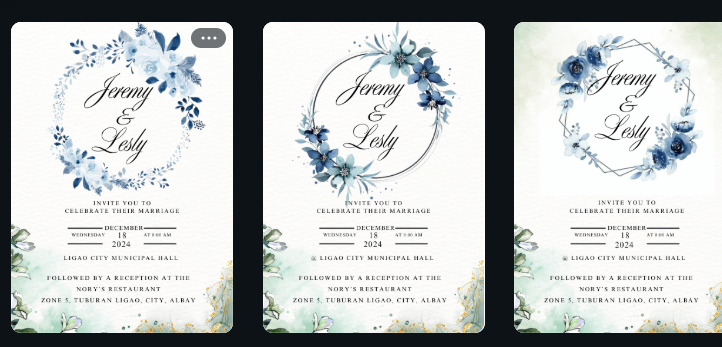 Jeremy
&
Lesly
INVITE YOU TO
CELEBRATE THEIR MARRIAGE
DECEMBER
WEDNESDAY 18 AT 9:00 AM
2024
LIGAO CITY MUNICIPAL HALL
FOLLOWED BY A RECEPTION AT THE
NORY'S RESTAURANT
ZONE 5, TUBURAN LIGAO, CITY, ALBAY
Jeremy
&
Lesly
INVITE YOU TO
CELEBRATE THEIR MARRIAGE
DECEMBER
WEDNESDAY 18 AT 9:00 AM
2024
@ LIGAO CITY MUNICIPAL HALL
FOLLOWED BY A RECEPTION AT THE
NORY'S RESTAURANT
ZONE 5, TUBURAN LIGAO, CITY, ALBAY
Jeremy
&
Lesly
INVITE YOU TO
CELEBRATE THEIR MARRIAGE
DECEMBER
WEDNESDAY 18 AT 9:00 AM
2024
@ LIGAO CITY MUNICIPAL HALL
FOLLOWED BY A RECEPTION AT THE
NORY'S RESTAURANT
ZONE 5, TUBURAN LIGAO, CITY, ALBAY